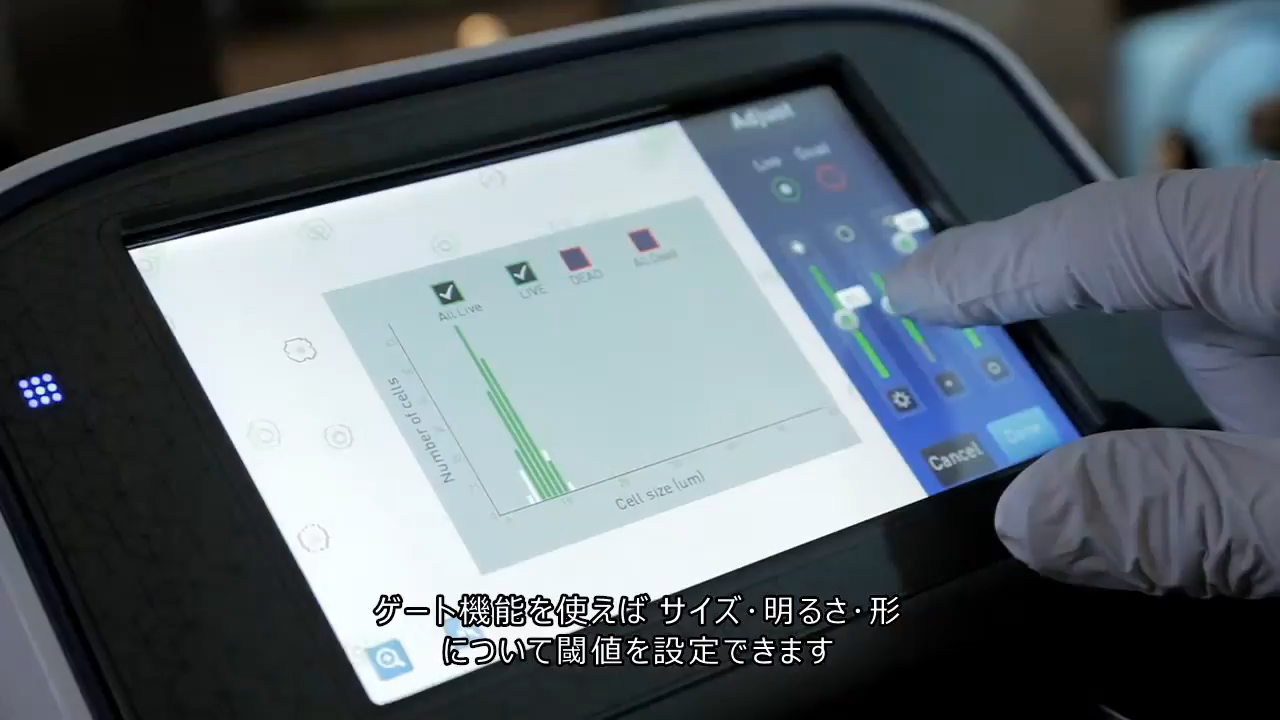 Adjust
Live Dead
All Live
LIVE
DEAD
Number of cells
Cell size (um)
Cancel
Done
ゲート機能を使えば サイズ・明るさ・形
について閾値を設定できます